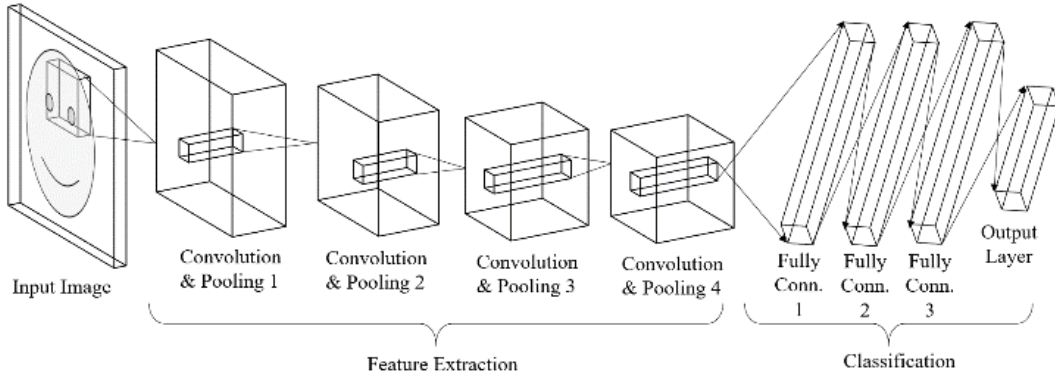 Input Image
Convolution
& Pooling 1
Convolution
& Pooling 2
Convolution
& Pooling 3
Convolution
& Pooling 4
Fully
Conn.
1
Fully
Conn.
2
Fully
Conn.
3
Output
Layer
Feature Extraction
Classification